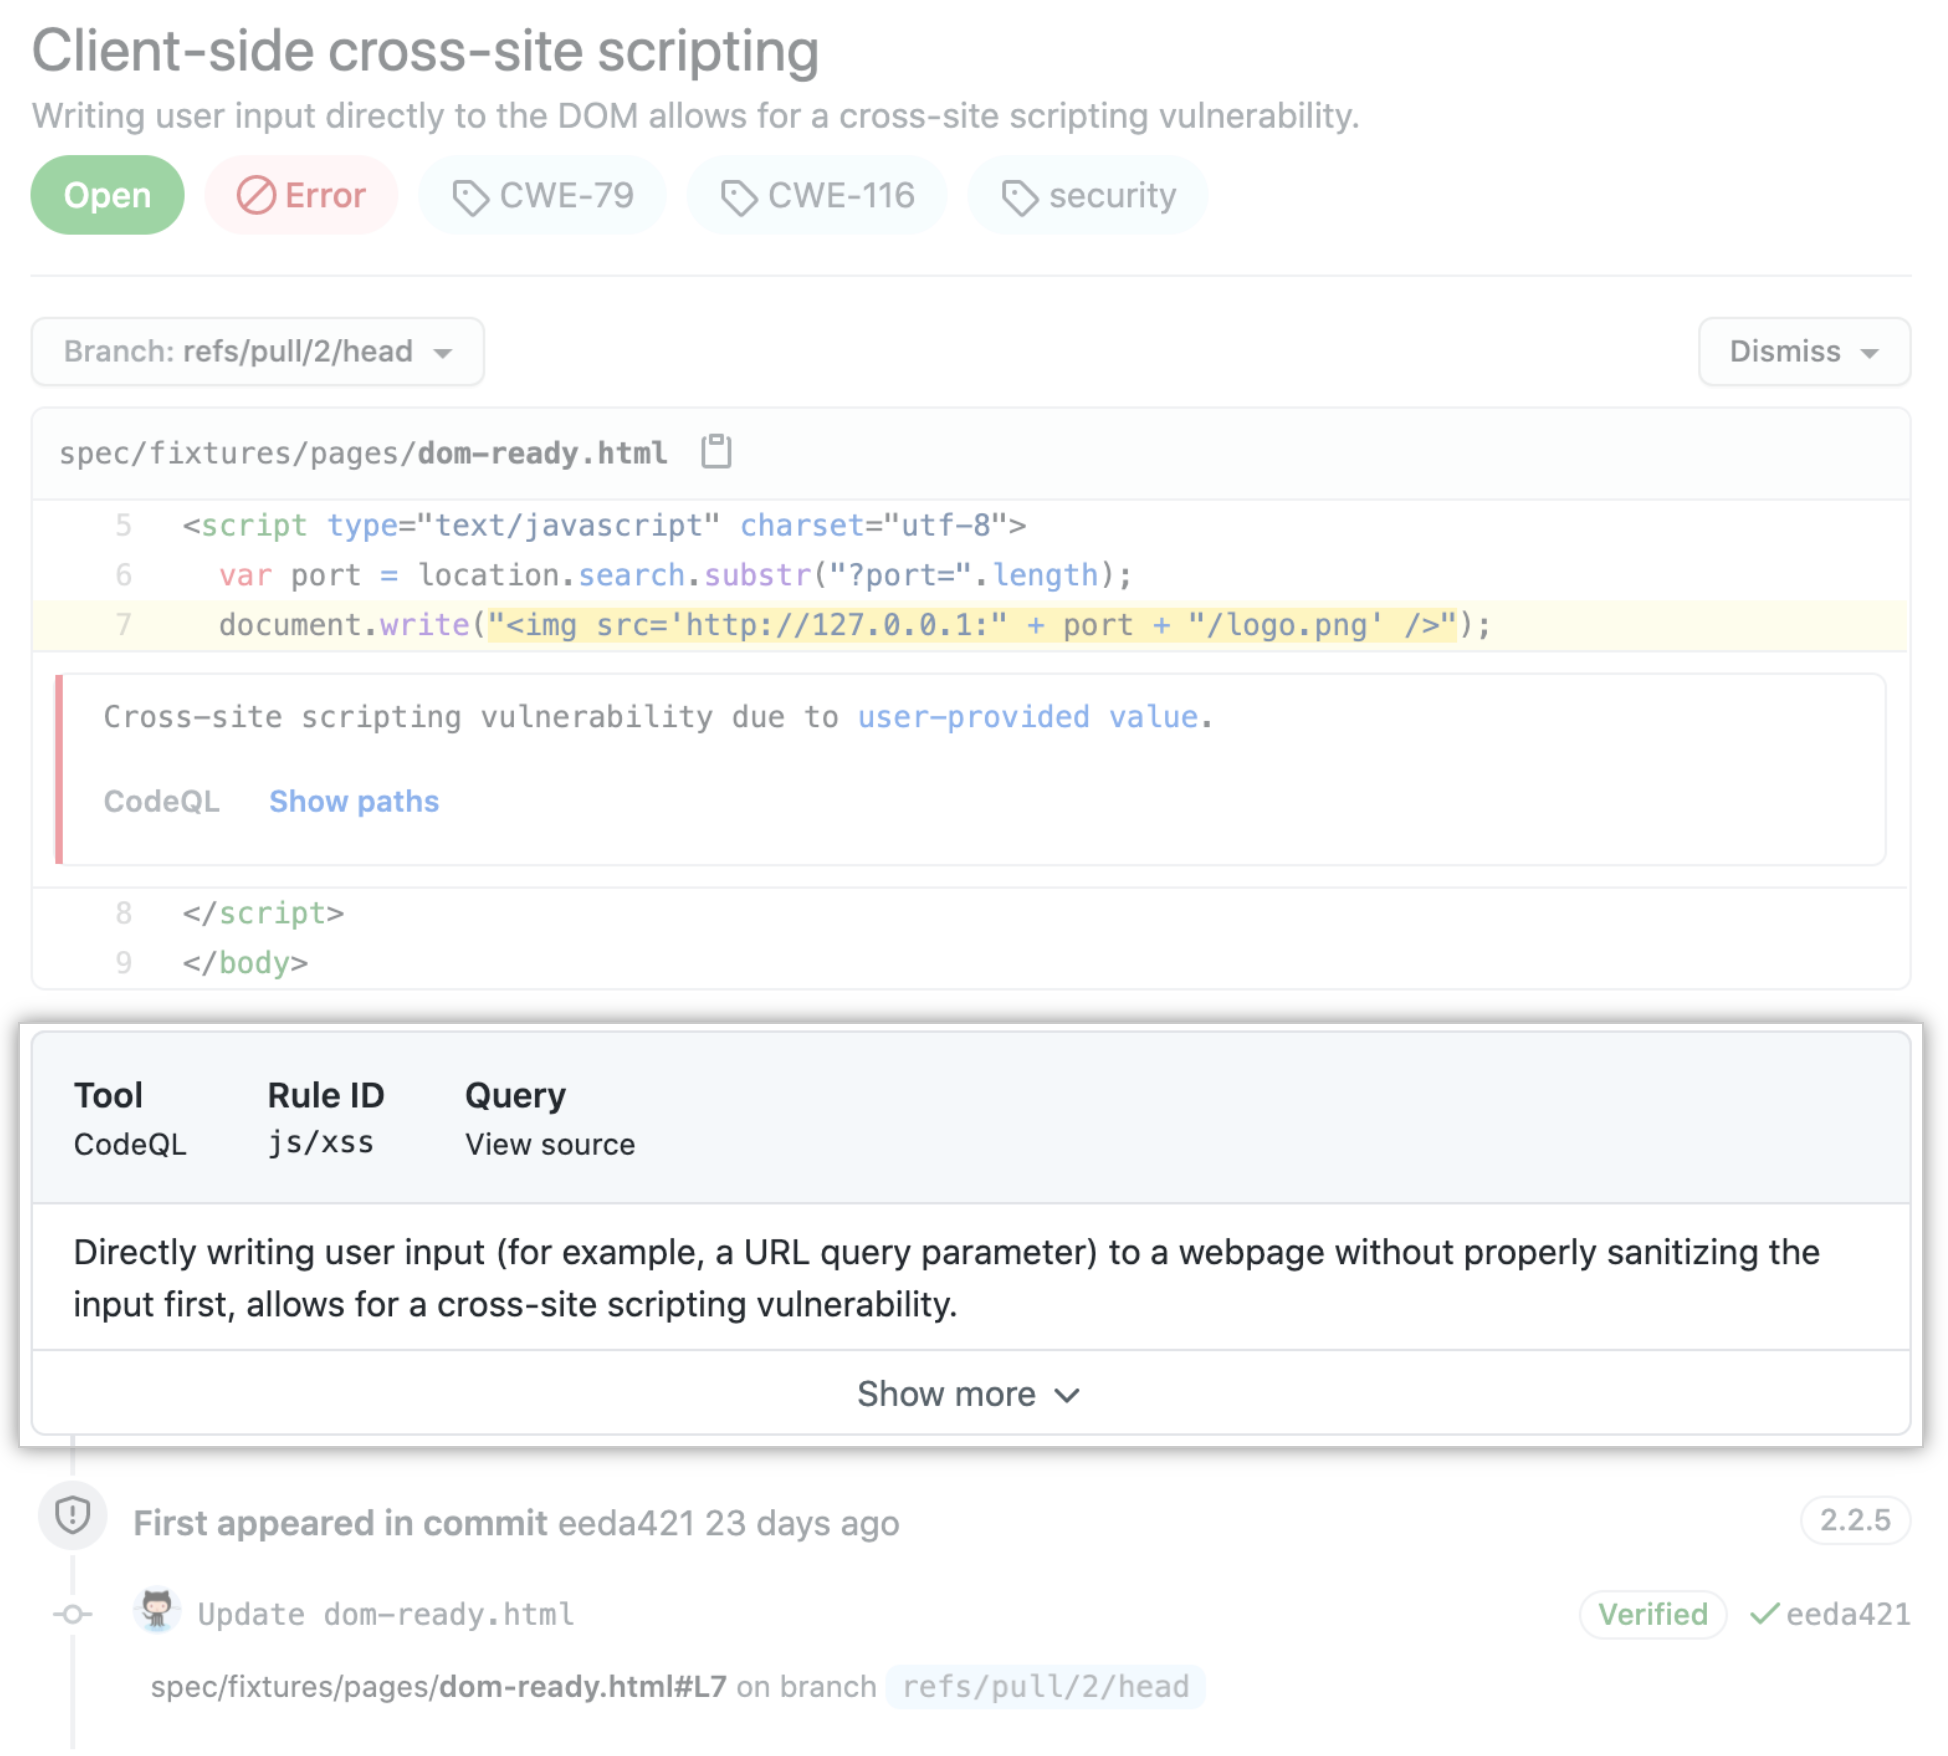 Client-side cross-site scripting
Writing user input directly to the DOM allows for a cross-site scripting vulnerability.
Open Error CWE-79 CWE-116 security
Branch: refs/pull/2/head Dismiss
spec/fixtures/pages/dom-ready.html
5 <script type="text/javascript" charset="utf-8">
6 var port = location.search.substr("?port=".length);
7 document.write("<img src='http://127.0.0.1:" + port + "/logo.png' />");
Cross-site scripting vulnerability due to user-provided value.
CodeQL Show paths
8 </script>
9 </body>
Tool Rule ID Query
CodeQL js/xss View source
Directly writing user input (for example, a URL query parameter) to a webpage without properly sanitizing the
input first, allows for a cross-site scripting vulnerability.
Show more
First appeared in commit eeda421 23 days ago 2.2.5
Update dom-ready.html Verified eeda421
spec/fixtures/pages/dom-ready.html#L7 on branch refs/pull/2/head